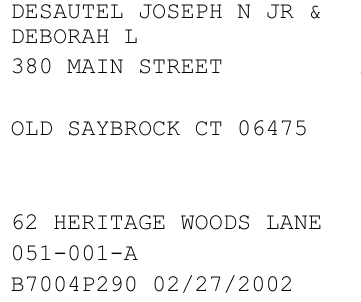 DESAUTEL JOSEPH N JR &
DEBORAH L
380 MAIN STREET
OLD SAYBROCK CT 06475
62 HERITAGE WOODS LANE
051-001-A
B7004P290 02/27/2002